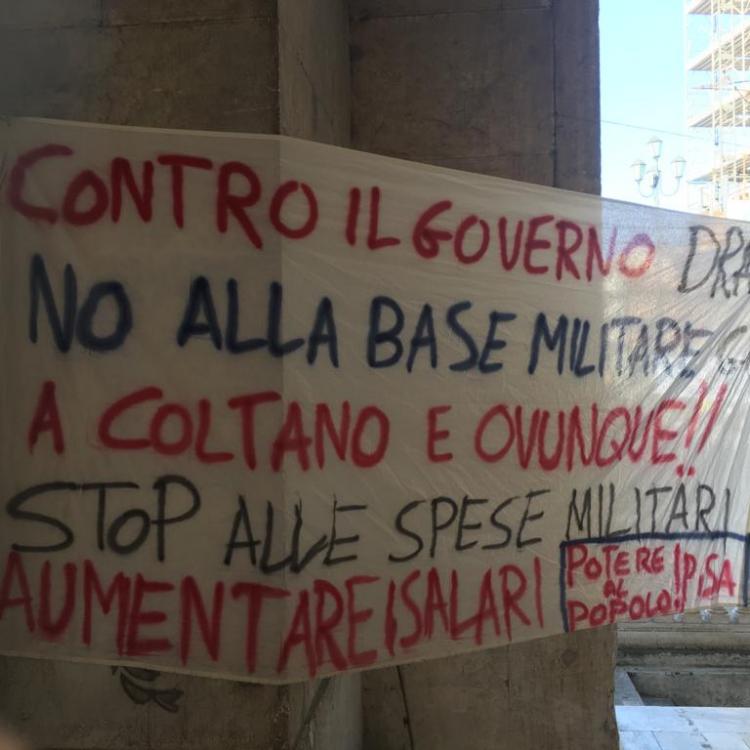 CONTRO IL GOVERNO DRA
NO ALLA BASE MILITARE
A COLTANO E OVUNQUE!!
STOP ALLE SPESE MILITARI
AUMENTARE I SALARI
POTERE
AL
POPOLO!
PISA